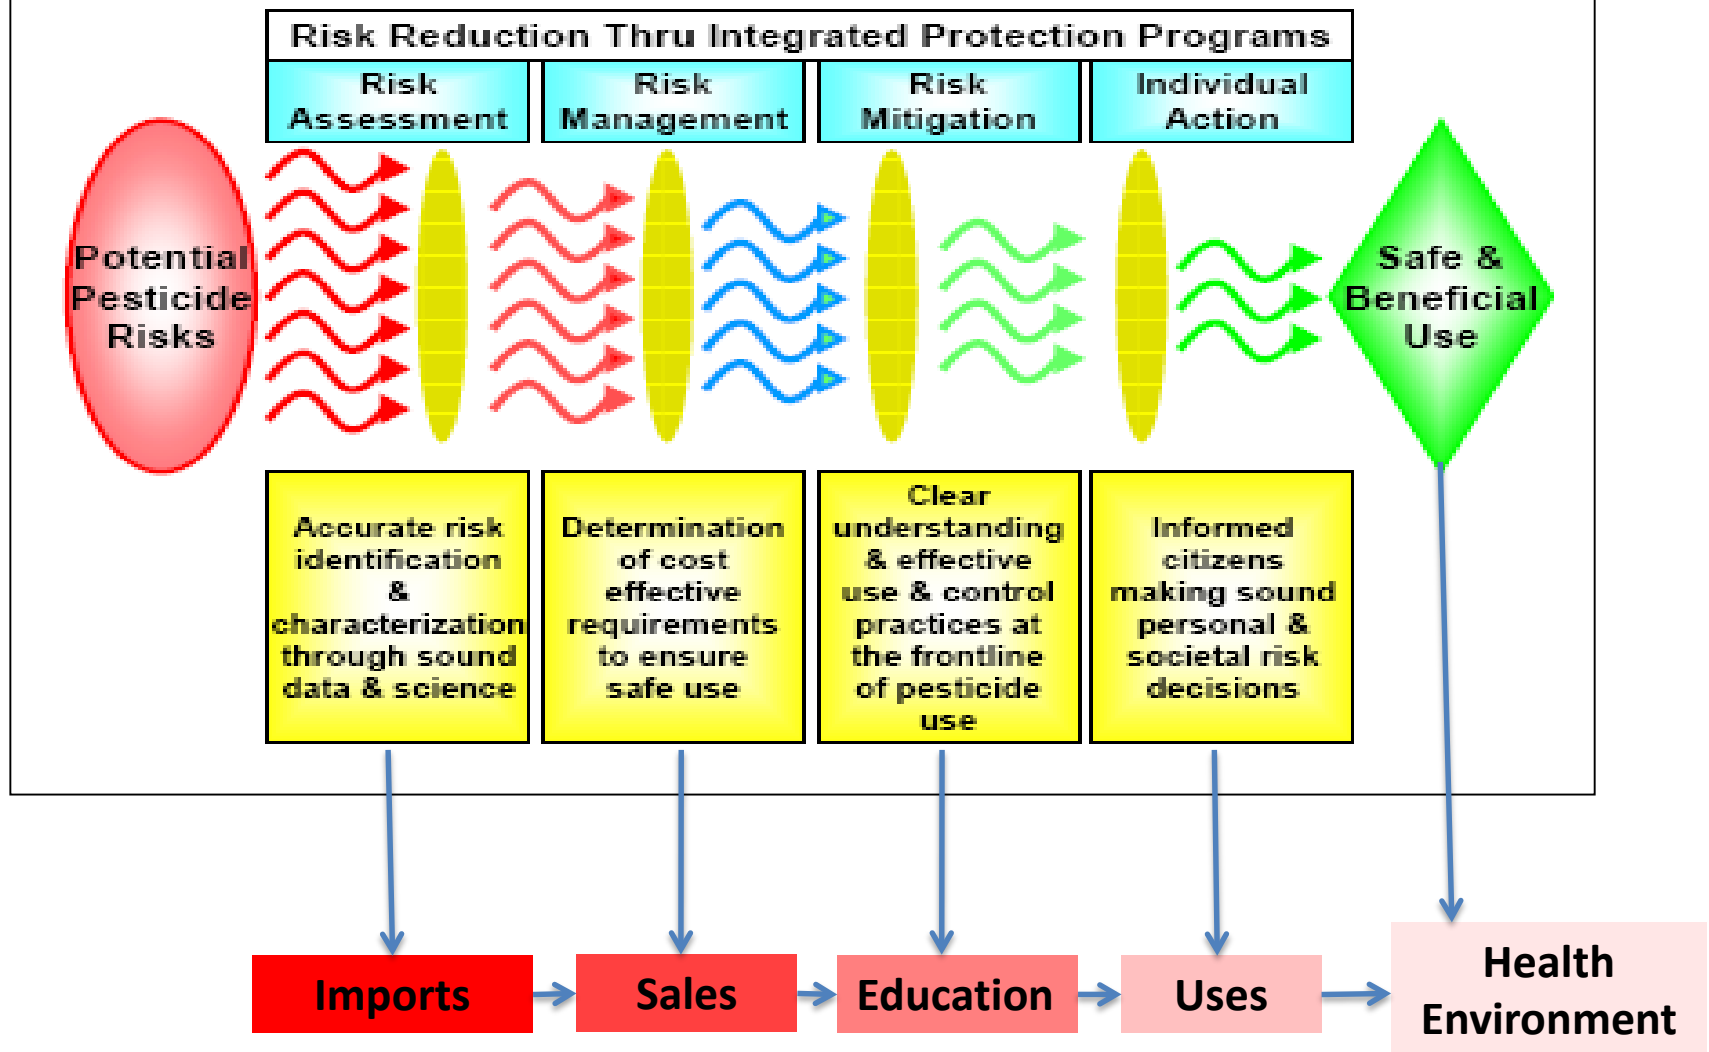 Risk Reduction Thru Integrated Protection Programs
Risk
Assessment
Risk
Management
Risk
Mitigation
Individual
Action
Potential
Pesticide
Risks
Safe &
Beneficial
Use
Accurate risk
identification
&
characterization
through sound
data & science
Determination
of cost
effective
requirements
to ensure
safe use
Clear
understanding
& effective
use & control
practices at
the frontline
of pesticide
use
Informed
citizens
making sound
personal &
societal risk
decisions
Imports
Sales
Education
Uses
Health
Environment